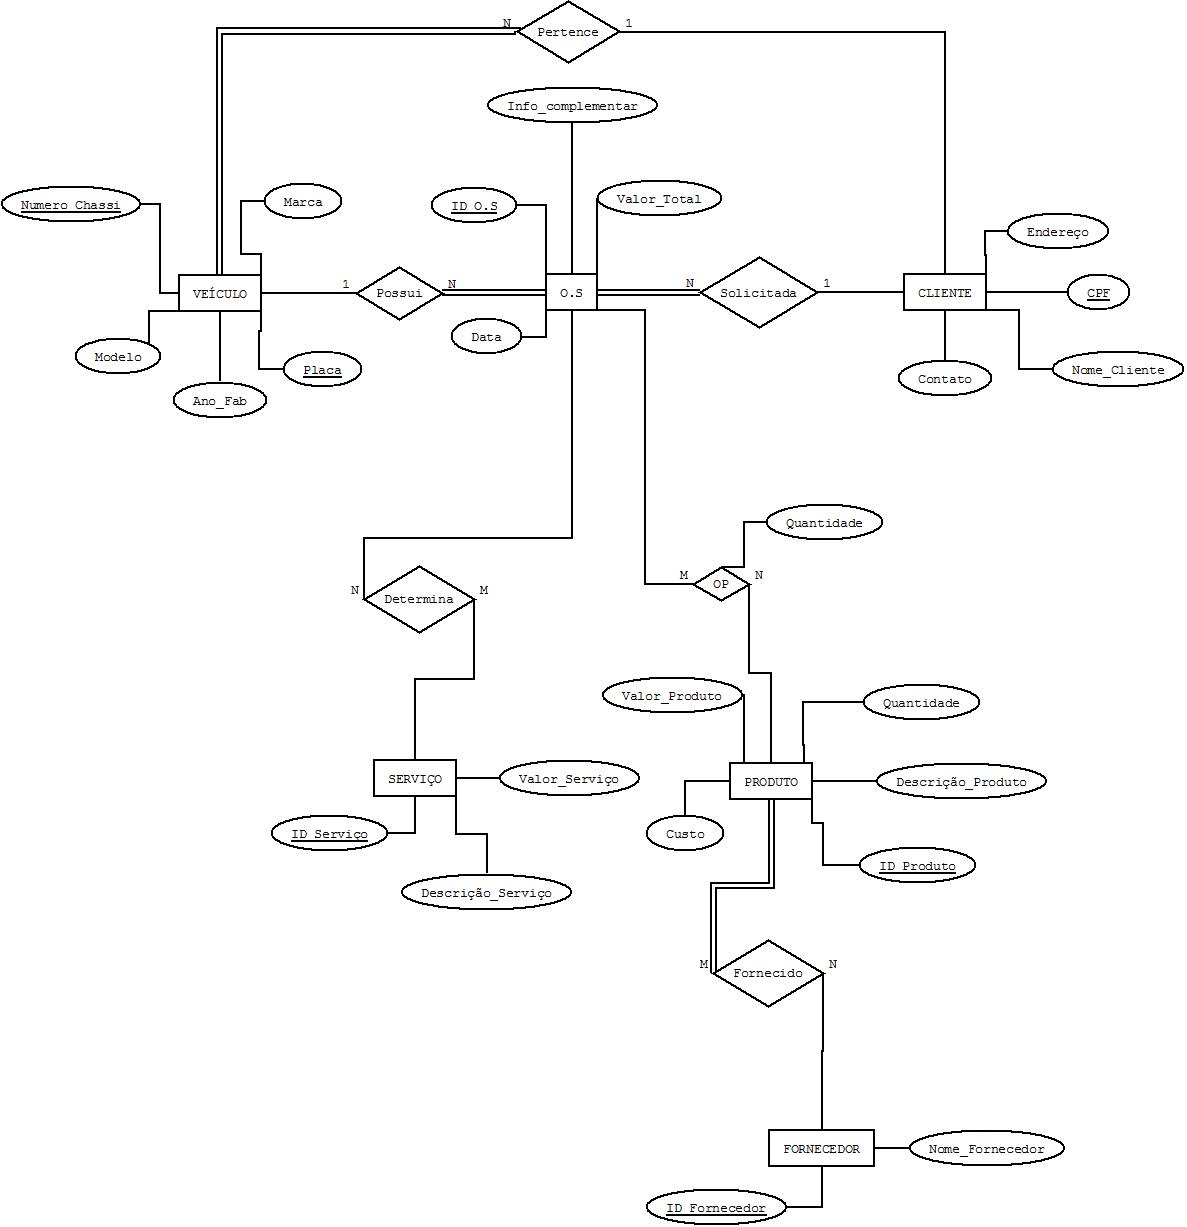 N
Pertence
1
Info_complementar
Numero Chassi
Marca
ID O.S
Valor_Total
Endereço
VEÍCULO
1
Possui
N
O.S
N
Solicitada
1
CLIENTE
CPF
Data
Modelo
Placa
Ano_Fab
Contato
Nome_Cliente
Quantidade
N
Determina
M
M
OP
N
Valor_Produto
Quantidade
SERVIÇO
Valor_Serviço
PRODUTO
Descrição_Produto
ID Serviço
Custo
ID Produto
Descrição_Serviço
M
Fornecido
N
FORNECEDOR
Nome_Fornecedor
ID Fornecedor